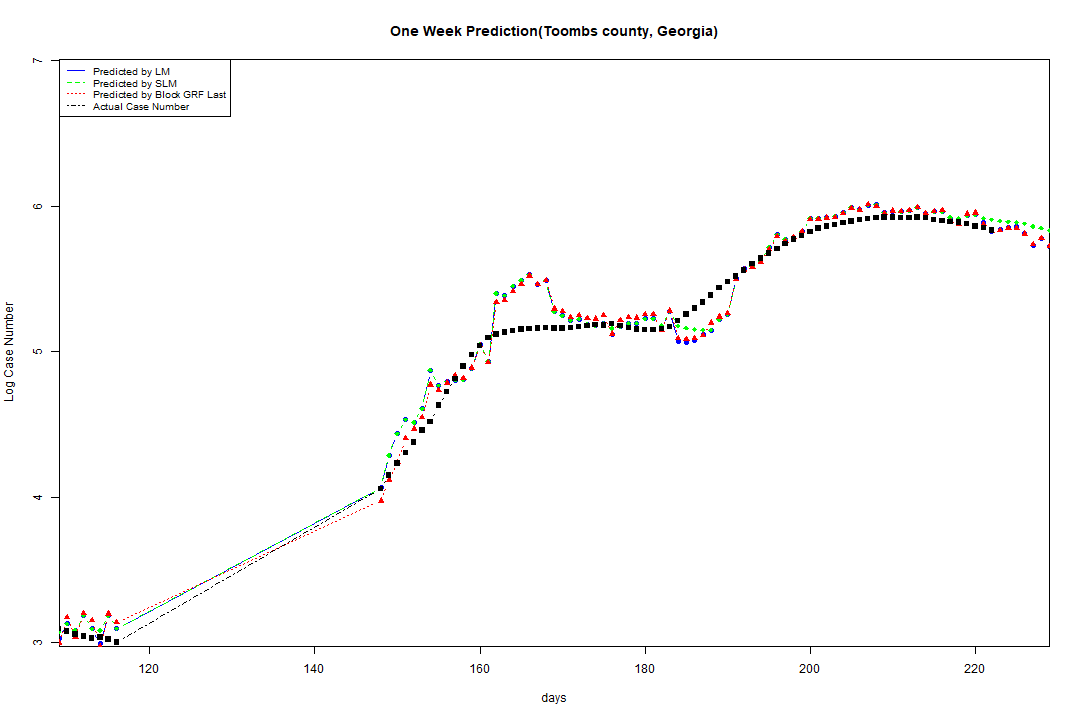 One Week Prediction(Toombs county, Georgia)
Predicted by LM
Predicted by SLM
Predicted by Block GRF Last
Actual Case Number
7
6
5
4
3
Log Case Number
120 140 160 180 200 220
days